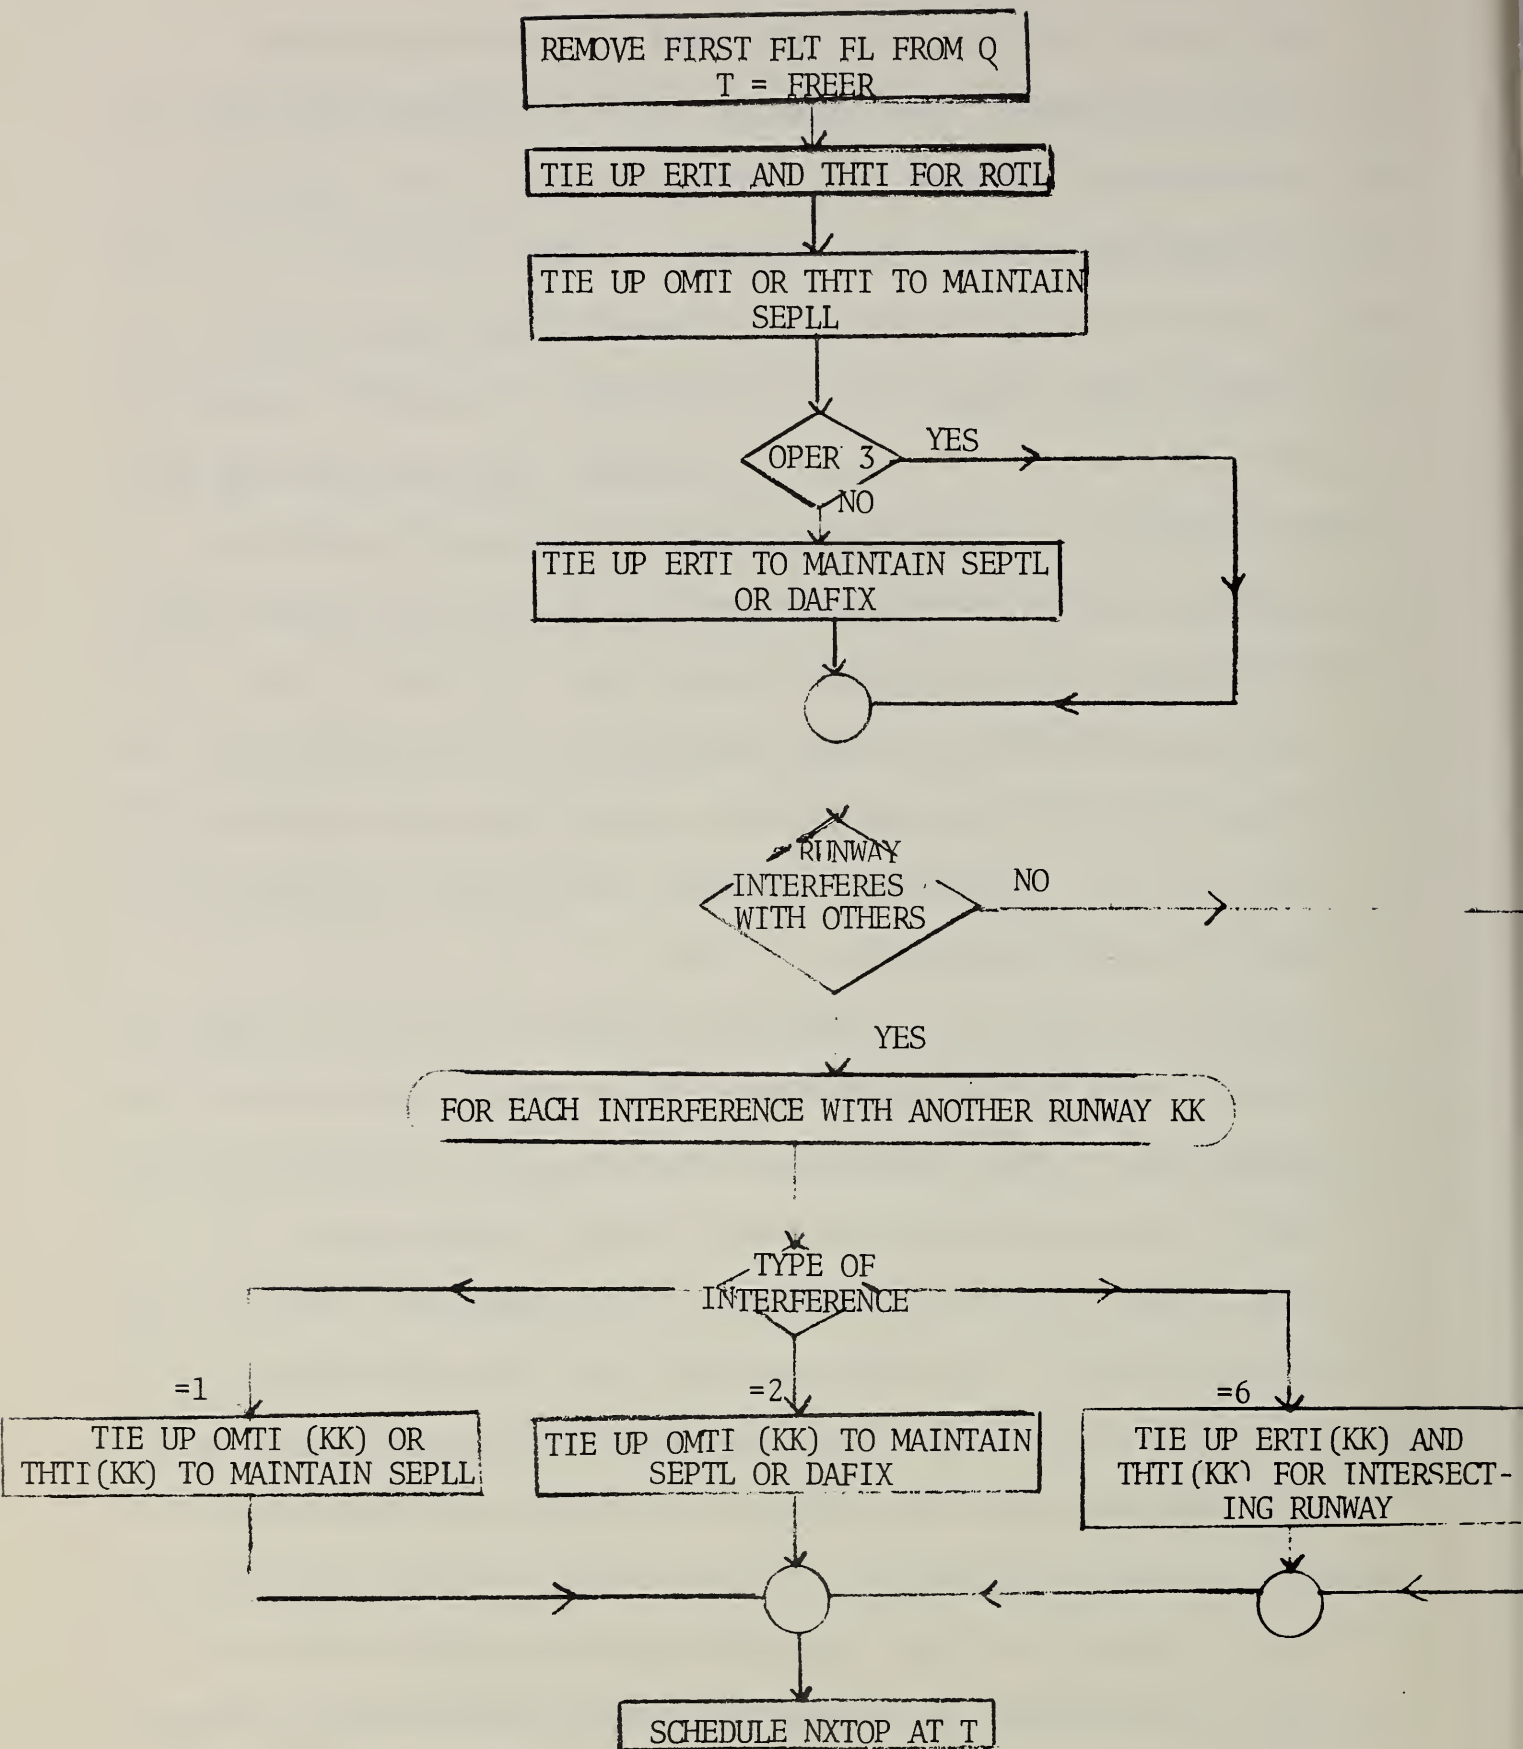 REMOVE FIRST FLT FL FROM Q
T = FREER
TIE UP ERTI AND THTI FOR ROTL
TIE UP OMTI OR THTI TO MAINTAIN
SEPLL
OPER 3
YES
NO
TIE UP ERTI TO MAINTAIN SEPTL
OR DAFIX
RUNWAY
INTERFERES
WITH OTHERS
NO
YES
FOR EACH INTERFERENCE WITH ANOTHER RUNWAY KK
TYPE OF
INTERFERENCE
=1
=2
=6
TIE UP OMTI (KK) OR
THTI(KK) TO MAINTAIN SEPLL
TIE UP OMTI (KK) TO MAINTAIN
SEPTL OR DAFIX
TIE UP ERTI(KK) AND
THTI(KK) FOR INTERSECT-
ING RUNWAY
SCHEDULE NXTOP AT T